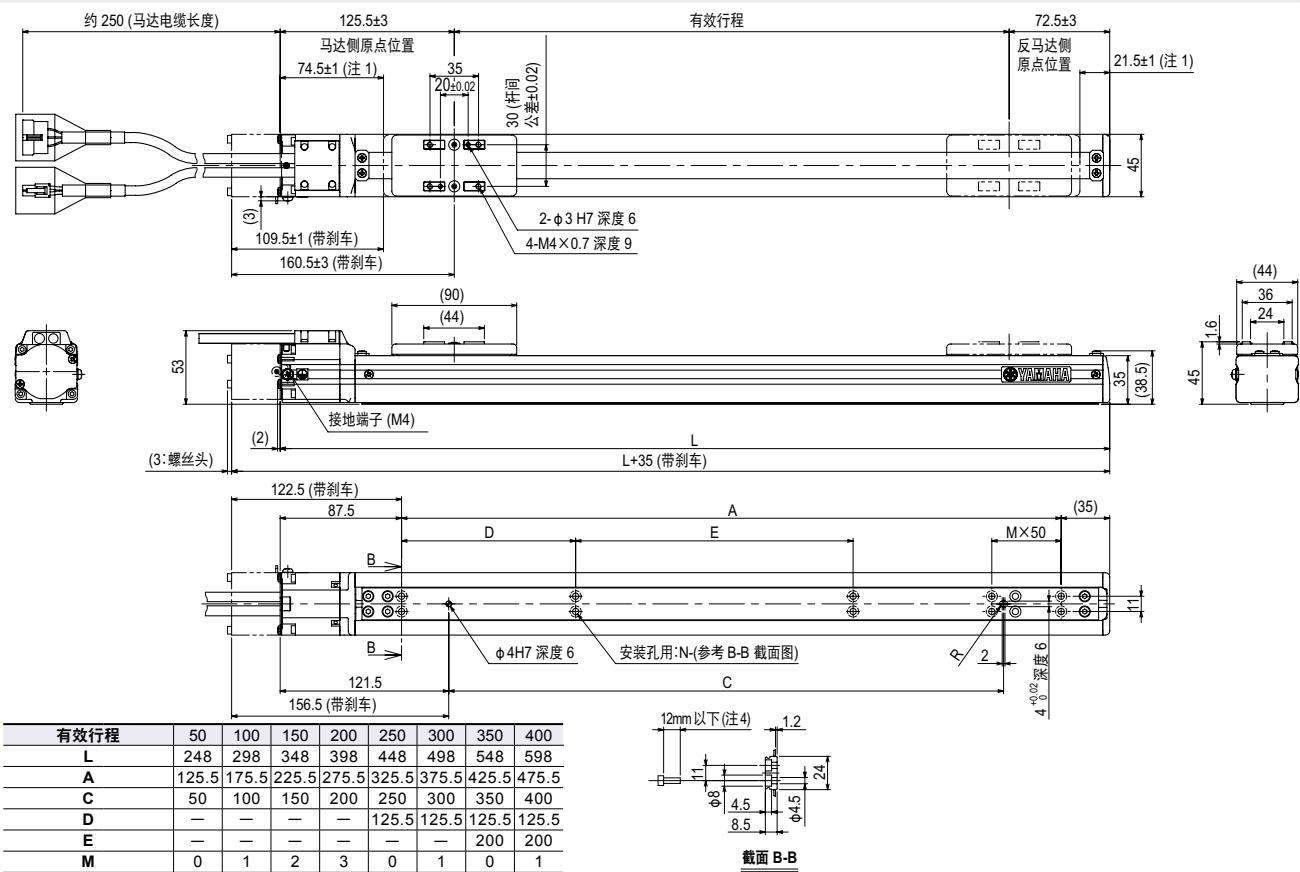 约 250 (马达电缆长度)
125.5±3
有效行程
72.5±3
马达侧原点位置
反马达侧
原点位置
74.5±1 (注 1)
35
20±0.02
30 (杆间
公差±0.02)
21.5±1 (注 1)
45
(3)
2-φ3 H7 深度 6
4-M4×0.7 深度 9
109.5±1 (带刹车)
160.5±3 (带刹车)
(90)
(44)
(44)
36
24
1.6
53
YAMAHA
35
(38.5)
45
接地端子 (M4)
(2)
L
(3:螺丝头)
L+35 (带刹车)
122.5 (带刹车)
87.5
A
(35)
D
E
M×50
B
11
B
φ4H7 深度 6
安装孔用:N-(参考 B-B 截面图)
R
2
4 +0.02 0 深度 6
121.5
C
156.5 (带刹车)
12mm 以下 (注 4)
1.2
11
24
φ8
4.5
φ4.5
8.5
截面 B-B
有效行程 50 100 150 200 250 300 350 400
L 248 298 348 398 448 498 548 598
A 125.5 175.5 225.5 275.5 325.5 375.5 425.5 475.5
C 50 100 150 200 250 300 350 400
D — — — — 125.5 125.5 125.5 125.5
E — — — — — — 200 200
M 0 1 2 3 0 1 0 1